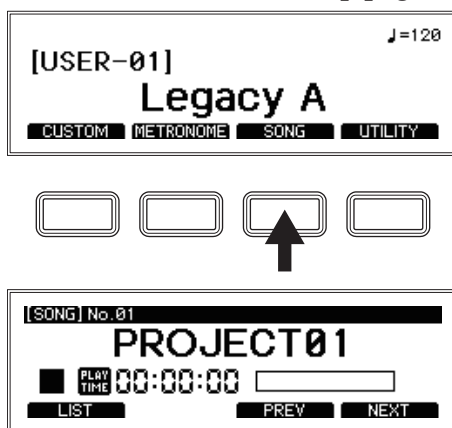 ♩=120
[USER-01]
Legacy A
CUSTOM METRONOME SONG UTILITY
[SONG] No.01
PROJECT01
PLAY TIME 00:00:00
LIST PREV NEXT